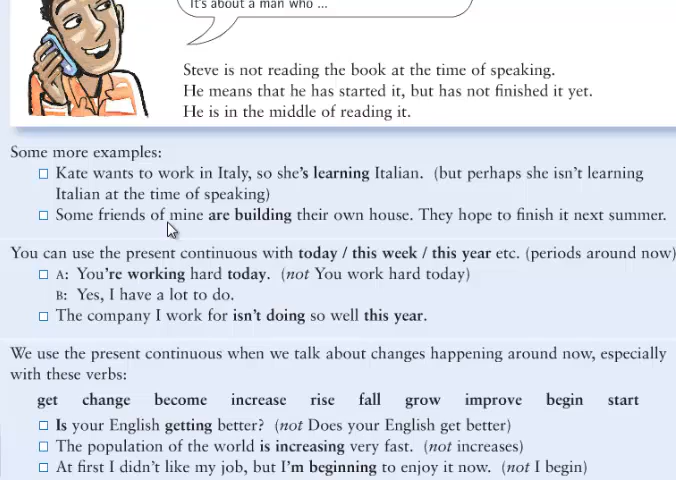 It's about a man who ...
Steve is not reading the book at the time of speaking.
He means that he has started it, but has not finished it yet.
He is in the middle of reading it.
Some more examples:
Kate wants to work in Italy, so she's learning Italian. (but perhaps she isn't learning
Italian at the time of speaking)
Some friends of mine are building their own house. They hope to finish it next summer.
You can use the present continuous with today / this week / this year etc. (periods around now)
A: You're working hard today. (not You work hard today)
B: Yes, I have a lot to do.
The company I work for isn't doing so well this year.
We use the present continuous when we talk about changes happening around now, especially
with these verbs:
get change become increase rise fall grow improve begin start
Is your English getting better? (not Does your English get better)
The population of the world is increasing very fast. (not increases)
At first I didn't like my job, but I'm beginning to enjoy it now. (not I begin)